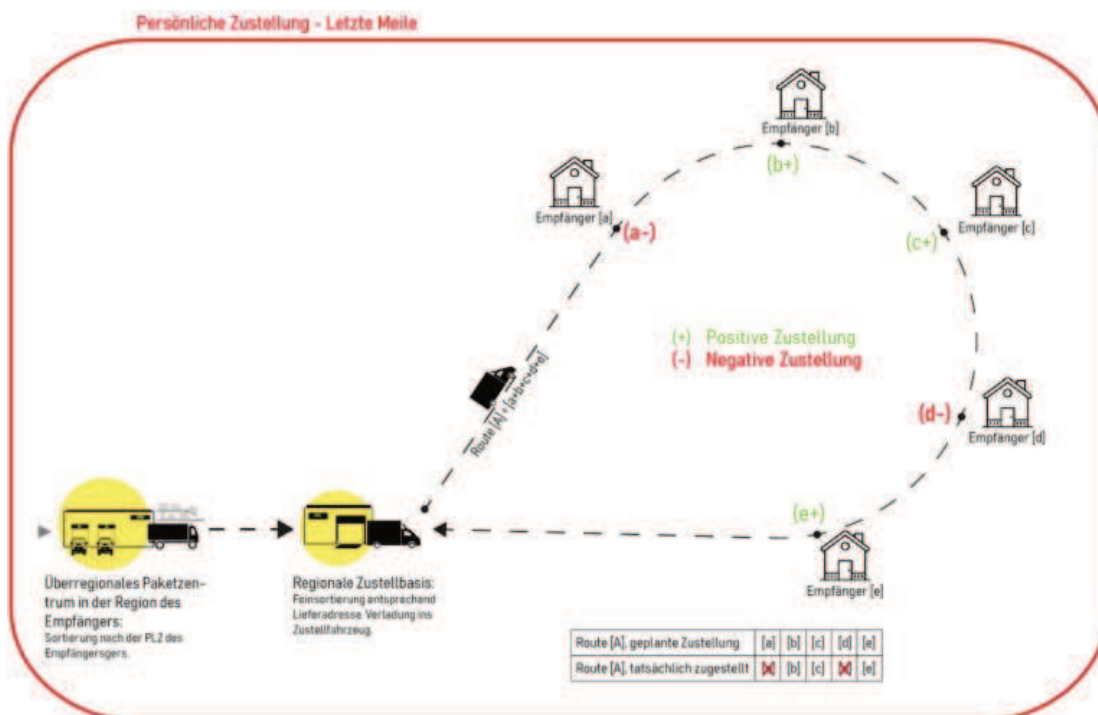 Persönliche Zustellung - Letzte Meile
Empfänger [b]
(b+)
Empfänger [a]
(a-)
Empfänger [c]
(c+)
(+) Positive Zustellung
(-) Negative Zustellung
Route [A] = [a+b+c+d+e]
(d-)
Empfänger [d]
(e+)
Empfänger [e]
Überregionales Paketzen-
trum in der Region des
Empfängers:
Sortierung nach der PLZ des
Empfängersgers.
Regionale Zustellbasis:
Feinsortierung entsprechend
Lieferadresse. Verladung ins
Zustellfahrzeug.
Route [A], geplante Zustellung [a] [b] [c] [d] [e]
Route [A], tatsächlich zugestellt [b] [c] [e]